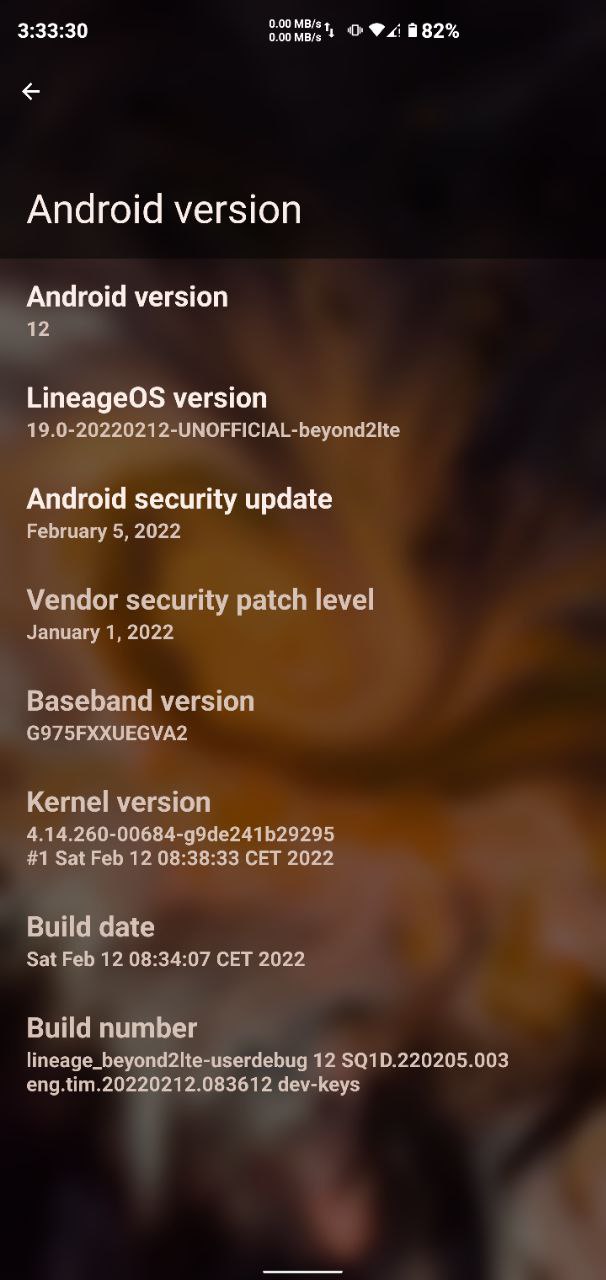 3:33:30
0.00 MB/s
0.00 MB/s
82%
Android version
Android version
12
LineageOS version
19.0-20220212-UNOFFICIAL-beyond2lte
Android security update
February 5, 2022
Vendor security patch level
January 1, 2022
Baseband version
G975FXXUEGVA2
Kernel version
4.14.260-00684-g9de241b29295
#1 Sat Feb 12 08:38:33 CET 2022
Build date
Sat Feb 12 08:34:07 CET 2022
Build number
lineage_beyond2lte-userdebug 12 SQ1D.220205.003
eng.tim.20220212.083612 dev-keys